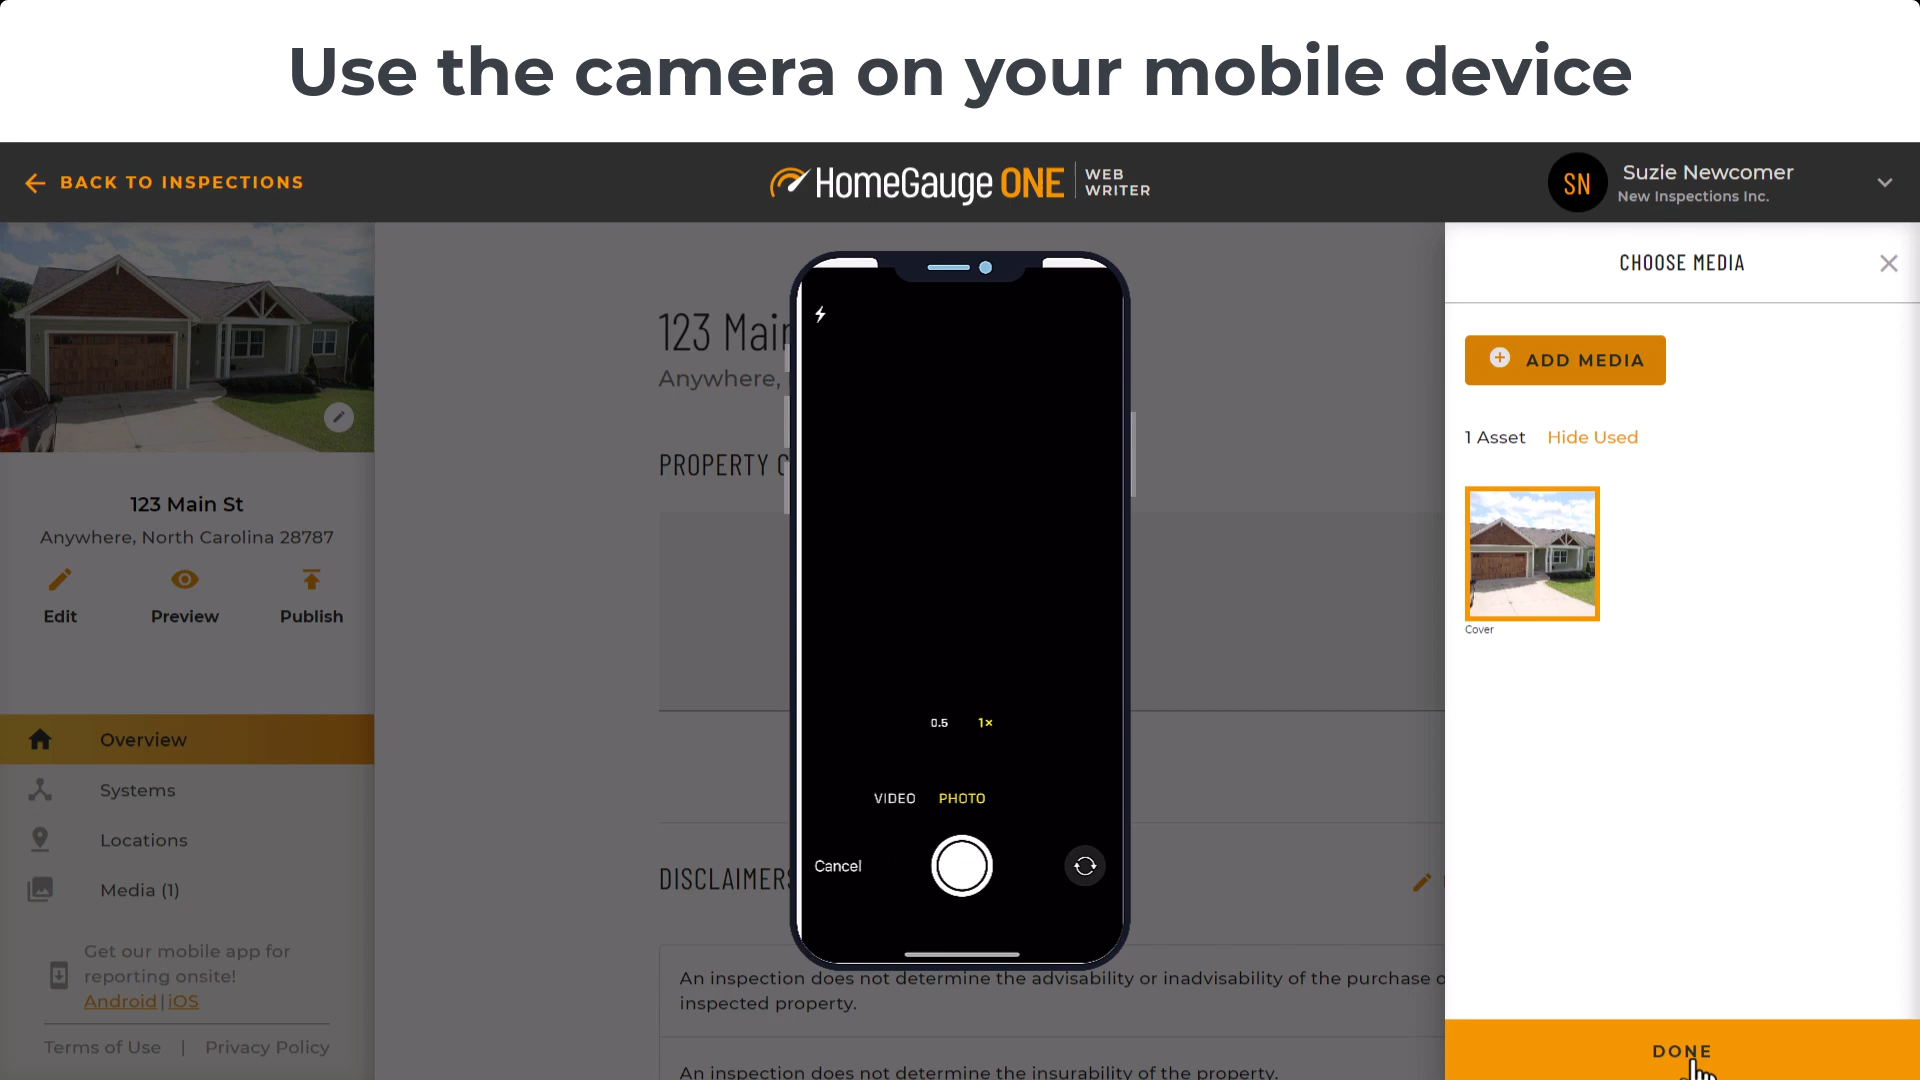 Use the camera on your mobile device
BACK TO INSPECTIONS
HomeGauge ONE
WEB
WRITER
SN
Suzie Newcomer
New Inspections Inc.
123 Main St
Anywhere, North Carolina 28787
Edit
Preview
Publish
Overview
Systems
Locations
Media (1)
Get our mobile app for
reporting onsite!
Android | iOS
Terms of Use | Privacy Policy
123 Main
Anywhere,
PROPERTY
DISCLAIMERS
An inspection does not determine the advisability or inadvisability of the purchase
inspected property.
An inspection does not determine the insurability of the property.
0.5
1×
VIDEO
PHOTO
Cancel
CHOOSE MEDIA
ADD MEDIA
1 Asset
Hide Used
Cover
DONE